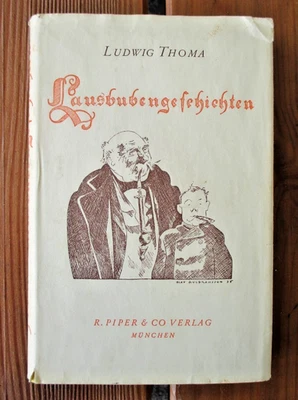 LUDWIG THOMA
Lausbubengeschichten
R. PIPER & CO VERLAG
MÜNCHEN